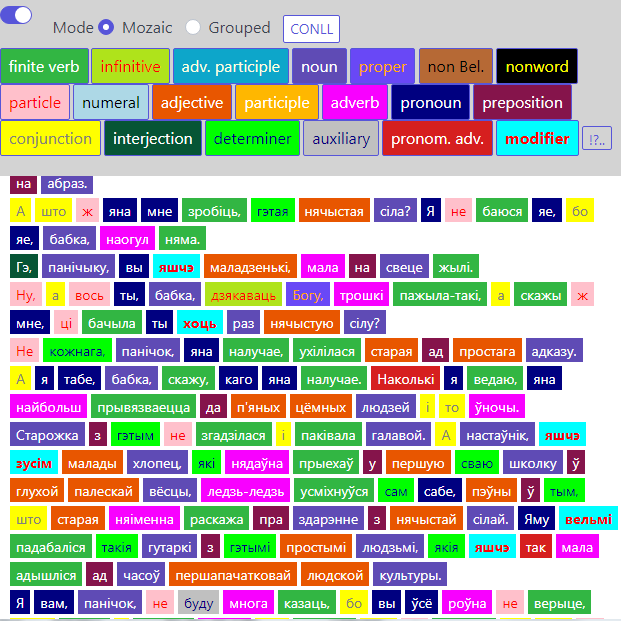 Mode Mozaic Grouped CONLL
finite verb infinitive adv. participle noun proper non Bel. nonword
particle numeral adjective participle adverb pronoun preposition
conjunction interjection determiner auxiliary pronom. adv. modifier !?..
на абраз.
А што ж яна мне зробіць, гэтая нячыстая сіла? Я не баюся яе, бо
яе, бабка, наогул няма.
Гэ, панічыку, вы яшчэ маладзенькі, мала на свеце жылі.
Ну, а вось ты, бабка, дзякаваць Богу, трошкі пажыла-такі, а скажы ж
мне, ці бачыла ты хоць раз нячыстую сілу?
Не кожнага, панічок, яна налучае, ухілілася старая ад простага адказу.
А я табе, бабка, скажу, каго яна налучае. Наколькі я ведаю, яна
найбольш прывязваецца да п'яных цёмных людзей і то ўночы.
Старожка з гэтым не згадзілася і паківала галавой. А настаўнік, яшчэ
зусім малады хлопец, які нядаўна прыехаў у першую сваю школку ў
глухой палескай вёсцы, ледзь-ледзь усміхнуўся сам сабе, пэўны ў тым,
што старая няіменна раскажа пра здарэнне з нячыстай сілай. Яму вельмі
падабаліся такія гутаркі з гэтымі простымі людзьмі, якія яшчэ так мала
адышліся ад часоў першапачатковай людской культуры.
Я вам, панічок, не буду многа казаць, бо вы ўсё роўна не верыце,